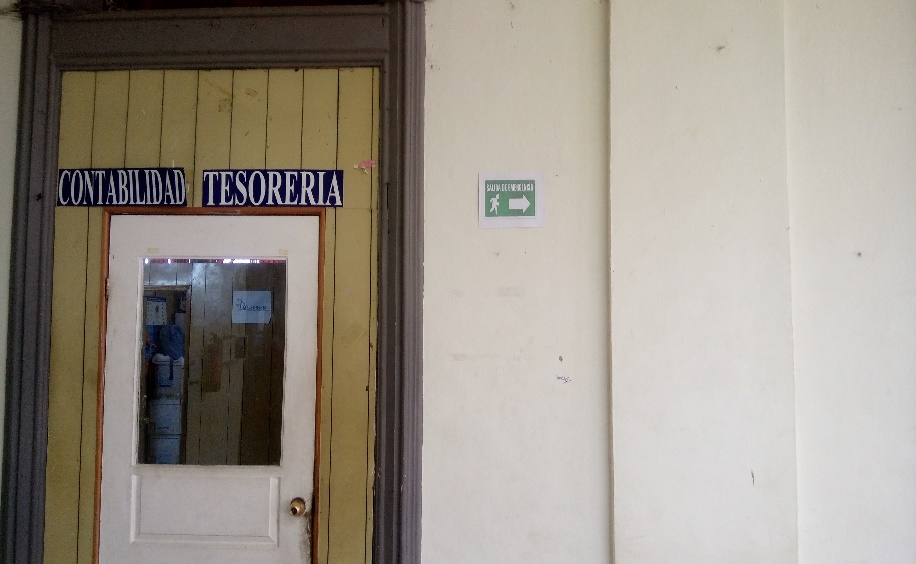 CONTABILIDAD TESORERIA
SALIDA DE EMERGENCIA